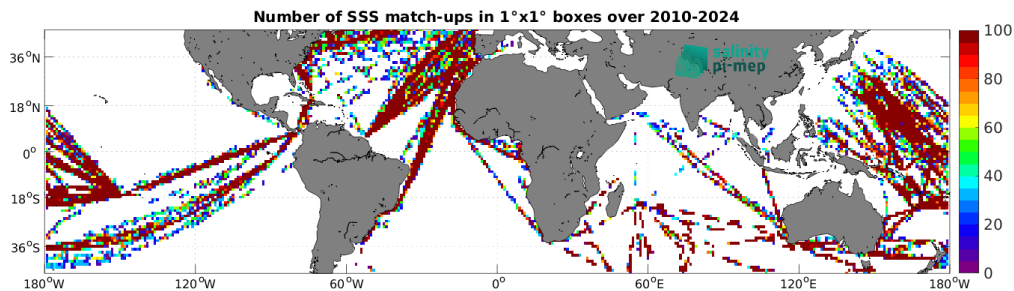 Number of SSS match-ups in 1°x1° boxes over 2010-2024
salinity
pi-mep
36°N
18°N
0°
18°S
36°S
180°W
120°W
60°W
0°
60°E
120°E
180°W
100
80
60
40
20
0